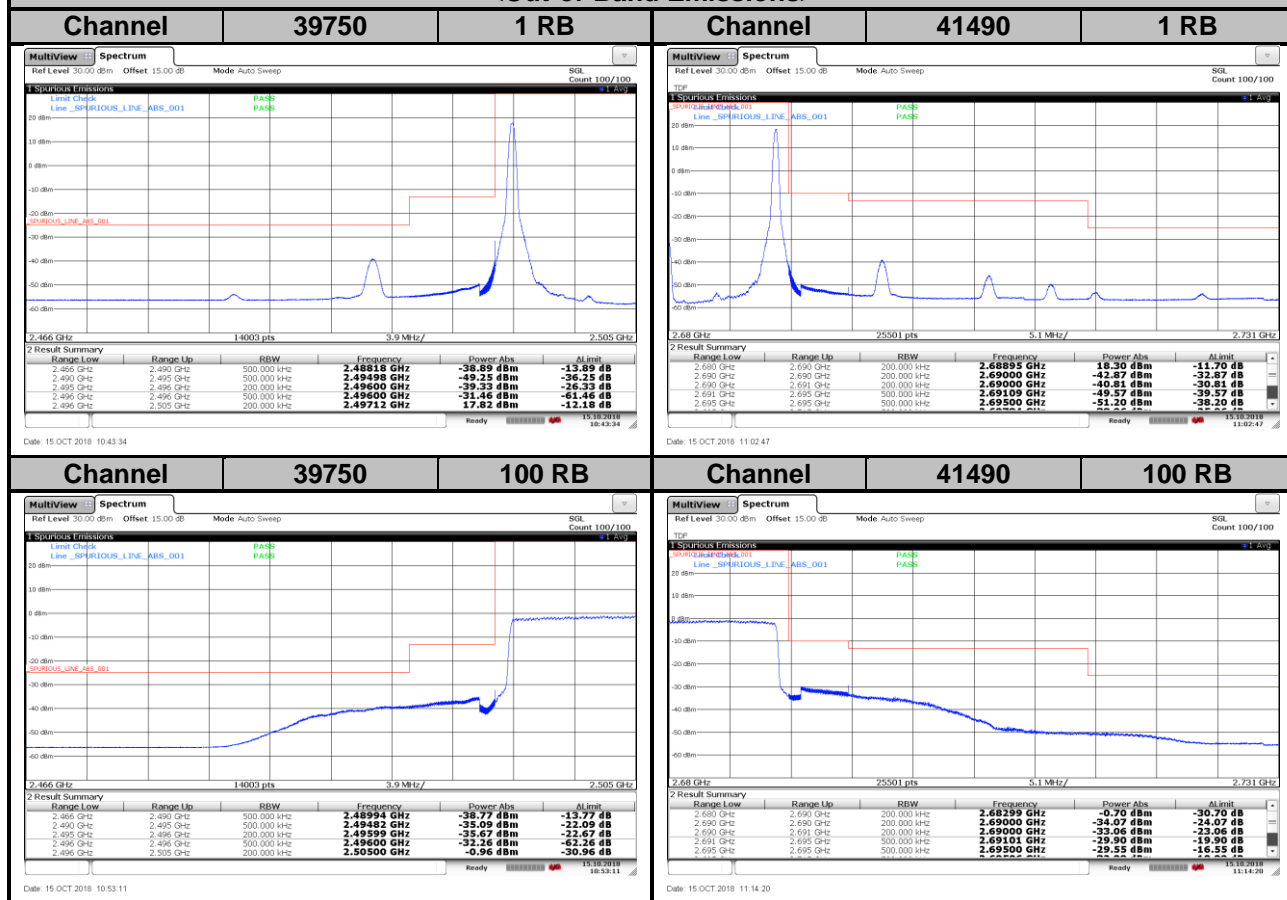 Channel 39750 1 RB Channel 41490 1 RB
MultiView Spectrum
Ref Level 30.00 dBm Offset 15.00 dB Mode Auto Sweep SGL
Count 100/100
1 Spurious Emissions 1 Avg
Limit Check PASS
Line _SPURIOUS_LINE_ABS_001 PASS
20 dBm
10 dBm
0 dBm
-10 dBm
-20 dBm
_SPURIOUS_LINE_ABS_001
-30 dBm
-40 dBm
-50 dBm
-60 dBm
2.466 GHz 14003 pts 3.9 MHz/ 2.505 GHz
2 Result Summary
Range Low Range Up RBW Frequency Power Abs ΔLimit
2.466 GHz 2.490 GHz 500.000 kHz 2.48818 GHz -38.89 dBm -13.89 dB
2.490 GHz 2.495 GHz 500.000 kHz 2.49498 GHz -49.25 dBm -36.25 dB
2.495 GHz 2.496 GHz 200.000 kHz 2.49600 GHz -39.33 dBm -26.33 dB
2.496 GHz 2.496 GHz 500.000 kHz 2.49600 GHz -31.46 dBm -61.46 dB
2.496 GHz 2.505 GHz 200.000 kHz 2.49712 GHz 17.82 dBm -12.18 dB
Ready 15.10.2018
10:43:34
Date: 15.OCT.2018 10:43:34
MultiView Spectrum
Ref Level 30.00 dBm Offset 15.00 dB Mode Auto Sweep SGL
Count 100/100
TDF
1 Spurious Emissions 1 Avg
Limit Check PASS
Line _SPURIOUS_LINE_ABS_001 PASS
20 dBm
10 dBm
0 dBm
-10 dBm
-20 dBm
-30 dBm
-40 dBm
-50 dBm
-60 dBm
2.68 GHz 25501 pts 5.1 MHz/ 2.731 GHz
2 Result Summary
Range Low Range Up RBW Frequency Power Abs ΔLimit
2.680 GHz 2.690 GHz 200.000 kHz 2.68895 GHz 18.30 dBm -11.70 dB
2.690 GHz 2.690 GHz 200.000 kHz 2.69000 GHz -42.87 dBm -32.87 dB
2.690 GHz 2.691 GHz 200.000 kHz 2.69000 GHz -40.81 dBm -30.81 dB
2.691 GHz 2.695 GHz 500.000 kHz 2.69109 GHz -49.57 dBm -39.57 dB
2.695 GHz 2.695 GHz 500.000 kHz 2.69500 GHz -51.20 dBm -38.20 dB
Ready 15.10.2018
11:02:47
Date: 15.OCT.2018 11:02:47
Channel 39750 100 RB Channel 41490 100 RB
MultiView Spectrum
Ref Level 30.00 dBm Offset 15.00 dB Mode Auto Sweep SGL
Count 100/100
1 Spurious Emissions 1 Avg
Limit Check PASS
Line _SPURIOUS_LINE_ABS_001 PASS
20 dBm
10 dBm
0 dBm
-10 dBm
-20 dBm
_SPURIOUS_LINE_ABS_001
-30 dBm
-40 dBm
-50 dBm
-60 dBm
2.466 GHz 14003 pts 3.9 MHz/ 2.505 GHz
2 Result Summary
Range Low Range Up RBW Frequency Power Abs ΔLimit
2.466 GHz 2.490 GHz 500.000 kHz 2.48994 GHz -38.77 dBm -13.77 dB
2.490 GHz 2.495 GHz 500.000 kHz 2.49482 GHz -35.09 dBm -22.09 dB
2.495 GHz 2.496 GHz 200.000 kHz 2.49599 GHz -35.67 dBm -22.67 dB
2.496 GHz 2.496 GHz 500.000 kHz 2.49600 GHz -32.26 dBm -62.26 dB
2.496 GHz 2.505 GHz 200.000 kHz 2.50500 GHz -0.96 dBm -30.96 dB
Ready 15.10.2018
10:53:11
Date: 15.OCT.2018 10:53:11
MultiView Spectrum
Ref Level 30.00 dBm Offset 15.00 dB Mode Auto Sweep SGL
Count 100/100
TDF
1 Spurious Emissions 1 Avg
Limit Check PASS
Line _SPURIOUS_LINE_ABS_001 PASS
20 dBm
10 dBm
0 dBm
-10 dBm
-20 dBm
-30 dBm
-40 dBm
-50 dBm
-60 dBm
2.68 GHz 25501 pts 5.1 MHz/ 2.731 GHz
2 Result Summary
Range Low Range Up RBW Frequency Power Abs ΔLimit
2.680 GHz 2.690 GHz 200.000 kHz 2.68299 GHz -0.70 dBm -30.70 dB
2.690 GHz 2.690 GHz 200.000 kHz 2.69000 GHz -34.07 dBm -24.07 dB
2.690 GHz 2.691 GHz 200.000 kHz 2.69000 GHz -33.06 dBm -23.06 dB
2.691 GHz 2.695 GHz 500.000 kHz 2.69101 GHz -29.90 dBm -19.90 dB
2.695 GHz 2.695 GHz 500.000 kHz 2.69500 GHz -29.55 dBm -16.55 dB
Ready 15.10.2018
11:14:20
Date: 15.OCT.2018 11:14:20